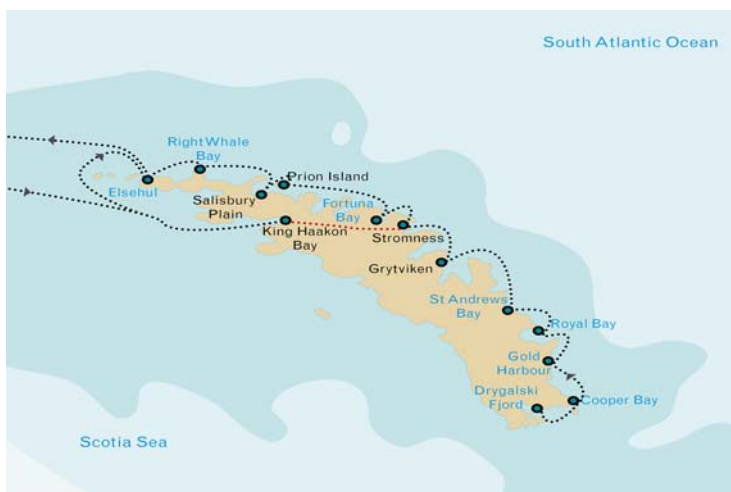 South Atlantic Ocean
Right Whale
Bay
Prion Island
Elsehul
Salisbury
Plain
Fortuna
Bay
King Haakon
Bay
Stromness
Grytviken
St Andrews
Bay
Royal Bay
Gold
Harbour
Drygalski
Fjord
Cooper Bay
Scotia Sea